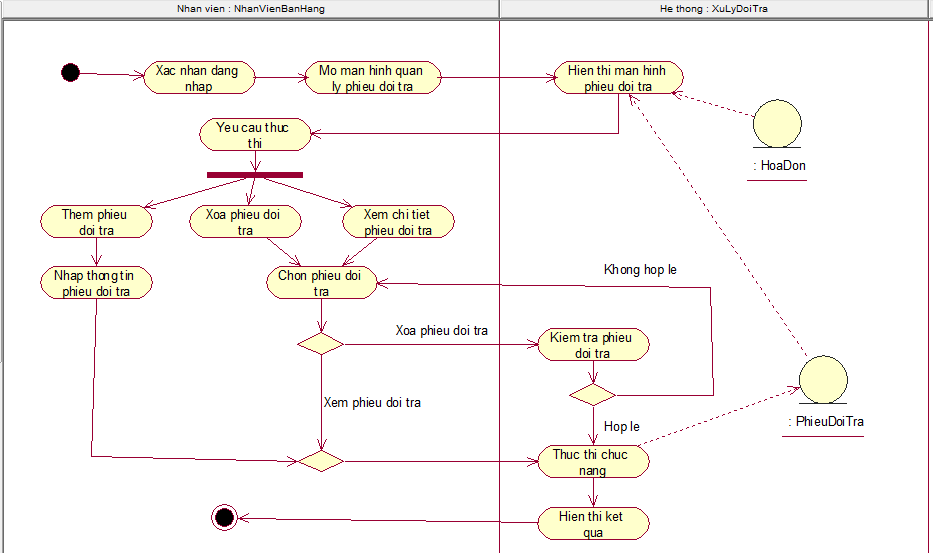 Nhan vien : NhanVienBanHang
He thong : XuLyDoiTra
Xac nhan dang
nhap
Mo man hinh quan
ly phieu doi tra
Hien thi man hinh
phieu doi tra
: HoaDon
Yeu cau thuc
thi
Them phieu
doi tra
Xoa phieu doi
tra
Xem chi tiet
phieu doi tra
Nhap thong tin
phieu doi tra
Chon phieu doi
tra
Khong hop le
Xoa phieu doi tra
Kiem tra phieu
doi tra
Xem phieu doi tra
: PhieuDoiTra
Hop le
Thuc thi chuc
nang
Hien thi ket
qua